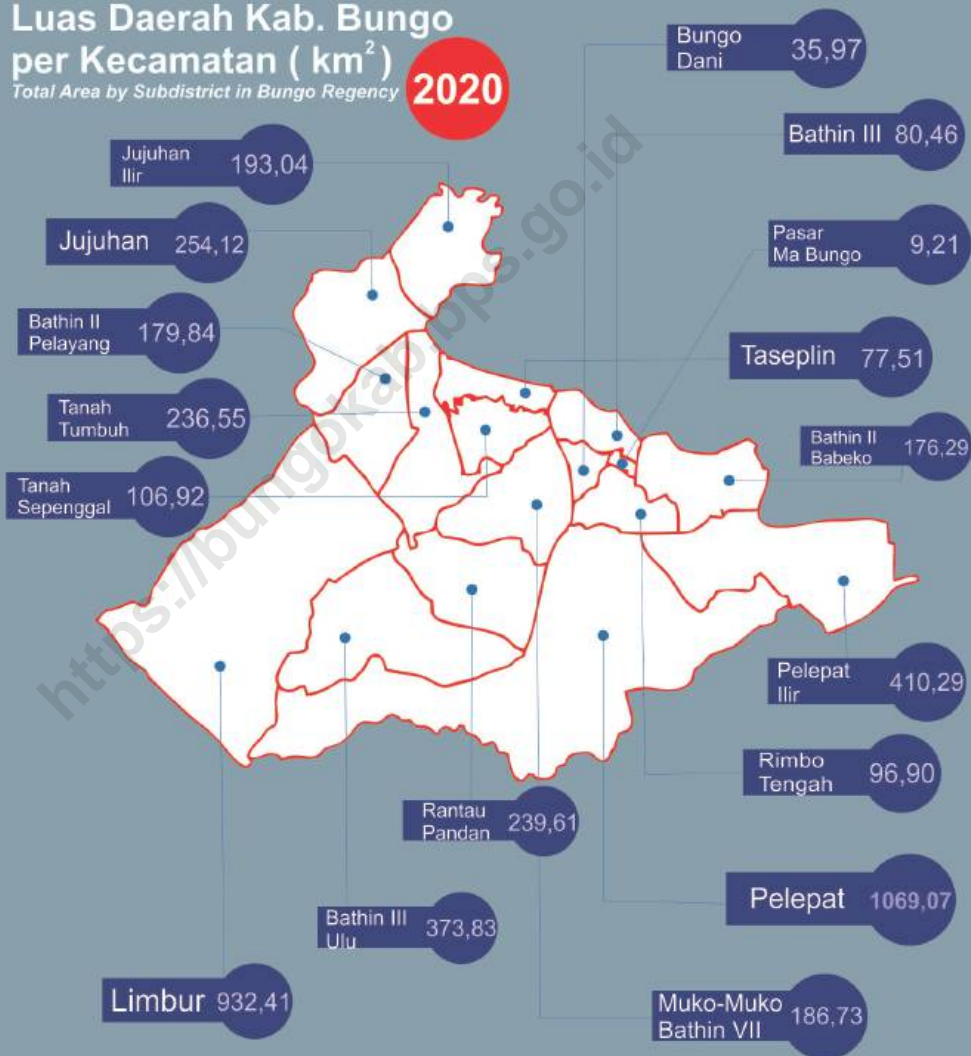 Luas Daerah Kab. Bungo
per Kecamatan ( km²)
Total Area by Subdistrict in Bungo Regency
2020
Bungo
Dani
35,97
Jujuhan
Ilir
193,04
Bathin III 80,46
Jujuhan 254,12
Pasar
Ma Bungo
9,21
Bathin II
Pelayang
179,84
Taseplin 77,51
Tanah
Tumbuh
236,55
Bathin II
Babeko
176,29
Tanah
Sepenggal
106,92
https://bungokab.bps.go.id
Pelepat
Ilir
410,29
Rimbo
Tengah
96,90
Rantau
Pandan
239,61
Pelepat 1069,07
Bathin III
Ulu
373,83
Limbur 932,41
Muko-Muko
Bathin VII
186,73